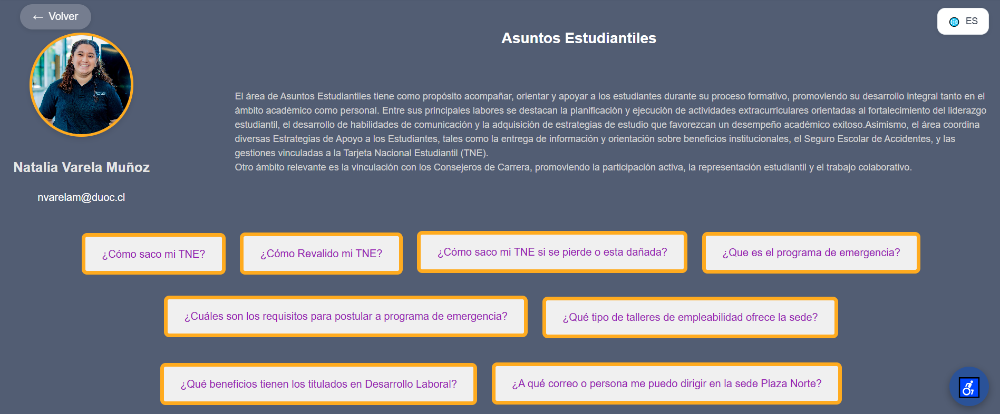 ← Volver
ES
Asuntos Estudiantiles
El área de Asuntos Estudiantiles tiene como propósito acompañar, orientar y apoyar a los estudiantes durante su proceso formativo, promoviendo su desarrollo integral tanto en el
ámbito académico como personal. Entre sus principales labores se destacan la planificación y ejecución de actividades extracurriculares orientadas al fortalecimiento del liderazgo
estudiantil, el desarrollo de habilidades de comunicación y la adquisición de estrategias de estudio que favorezcan un desempeño académico exitoso.Asimismo, el área coordina
diversas Estrategias de Apoyo a los Estudiantes, tales como la entrega de información y orientación sobre beneficios institucionales, el Seguro Escolar de Accidentes, y las
gestiones vinculadas a la Tarjeta Nacional Estudiantil (TNE).
Otro ámbito relevante es la vinculación con los Consejeros de Carrera, promoviendo la participación activa, la representación estudiantil y el trabajo colaborativo.
Natalia Varela Muñoz
nvarelam@duoc.cl
¿Cómo saco mi TNE?
¿Cómo Revalido mi TNE?
¿Cómo saco mi TNE si se pierde o esta dañada?
¿Que es el programa de emergencia?
¿Cuáles son los requisitos para postular a programa de emergencia?
¿Qué tipo de talleres de empleabilidad ofrece la sede?
¿Qué beneficios tienen los titulados en Desarrollo Laboral?
¿A qué correo o persona me puedo dirigir en la sede Plaza Norte?